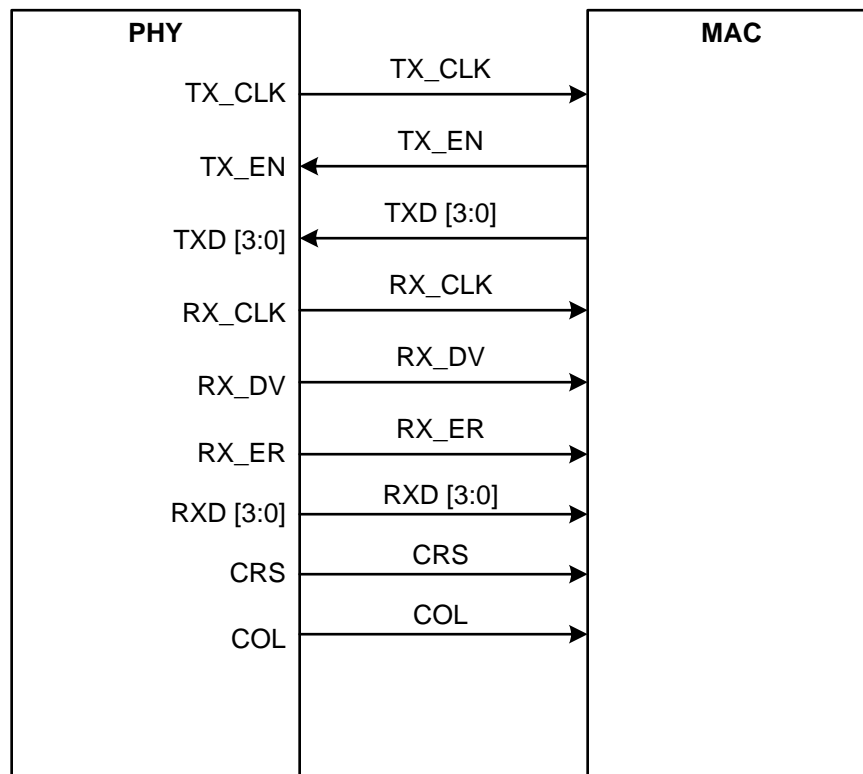 PHY MAC
TX_CLK TX_CLK
TX_EN TX_EN
TXD [3:0] TXD [3:0]
RX_CLK RX_CLK
RX_DV RX_DV
RX_ER RX_ER
RXD [3:0] RXD [3:0]
CRS CRS
COL COL